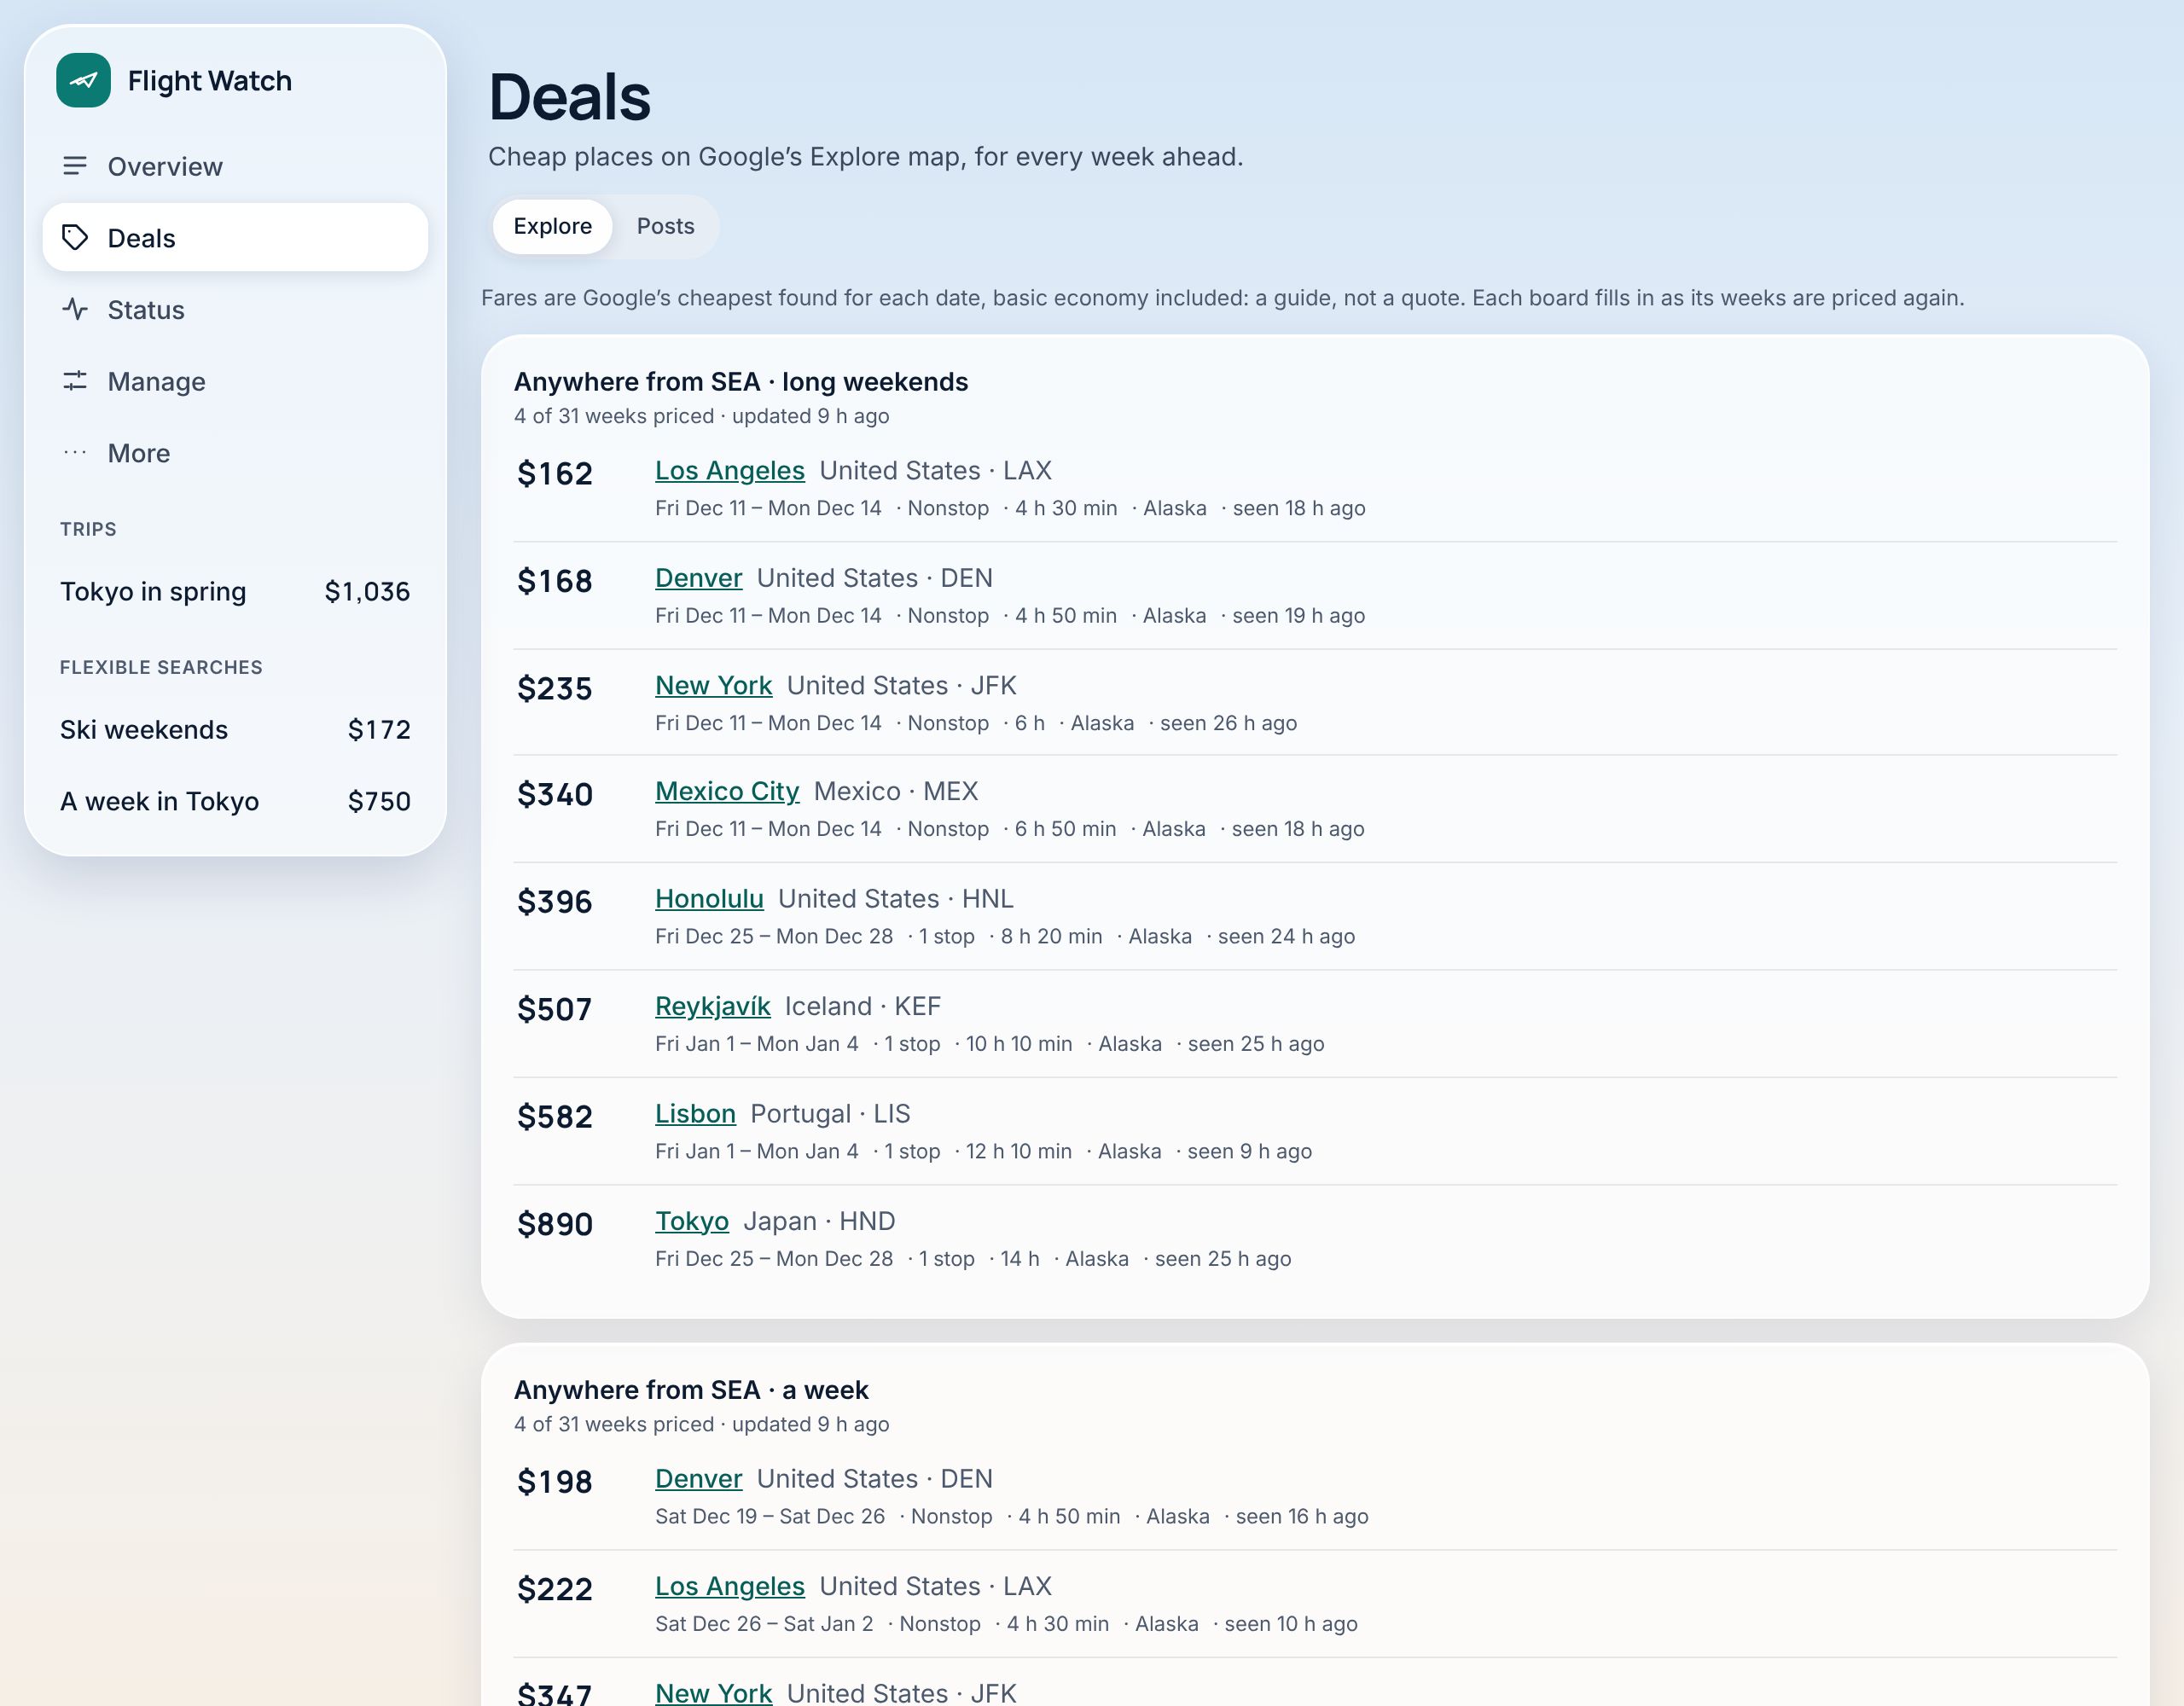 Flight Watch
Overview
Deals
Status
Manage
More
TRIPS
Tokyo in spring $1,036
FLEXIBLE SEARCHES
Ski weekends $172
A week in Tokyo $750
Deals
Cheap places on Google’s Explore map, for every week ahead.
Explore Posts
Fares are Google’s cheapest found for each date, basic economy included: a guide, not a quote. Each board fills in as its weeks are priced again.
Anywhere from SEA · long weekends
4 of 31 weeks priced · updated 9 h ago
$162 Los Angeles United States · LAX
Fri Dec 11 – Mon Dec 14 · Nonstop · 4 h 30 min · Alaska · seen 18 h ago
$168 Denver United States · DEN
Fri Dec 11 – Mon Dec 14 · Nonstop · 4 h 50 min · Alaska · seen 19 h ago
$235 New York United States · JFK
Fri Dec 11 – Mon Dec 14 · Nonstop · 6 h · Alaska · seen 26 h ago
$340 Mexico City Mexico · MEX
Fri Dec 11 – Mon Dec 14 · Nonstop · 6 h 50 min · Alaska · seen 18 h ago
$396 Honolulu United States · HNL
Fri Dec 25 – Mon Dec 28 · 1 stop · 8 h 20 min · Alaska · seen 24 h ago
$507 Reykjavík Iceland · KEF
Fri Jan 1 – Mon Jan 4 · 1 stop · 10 h 10 min · Alaska · seen 25 h ago
$582 Lisbon Portugal · LIS
Fri Jan 1 – Mon Jan 4 · 1 stop · 12 h 10 min · Alaska · seen 9 h ago
$890 Tokyo Japan · HND
Fri Dec 25 – Mon Dec 28 · 1 stop · 14 h · Alaska · seen 25 h ago
Anywhere from SEA · a week
4 of 31 weeks priced · updated 9 h ago
$198 Denver United States · DEN
Sat Dec 19 – Sat Dec 26 · Nonstop · 4 h 50 min · Alaska · seen 16 h ago
$222 Los Angeles United States · LAX
Sat Dec 26 – Sat Jan 2 · Nonstop · 4 h 30 min · Alaska · seen 10 h ago
$347 New York United States · JFK